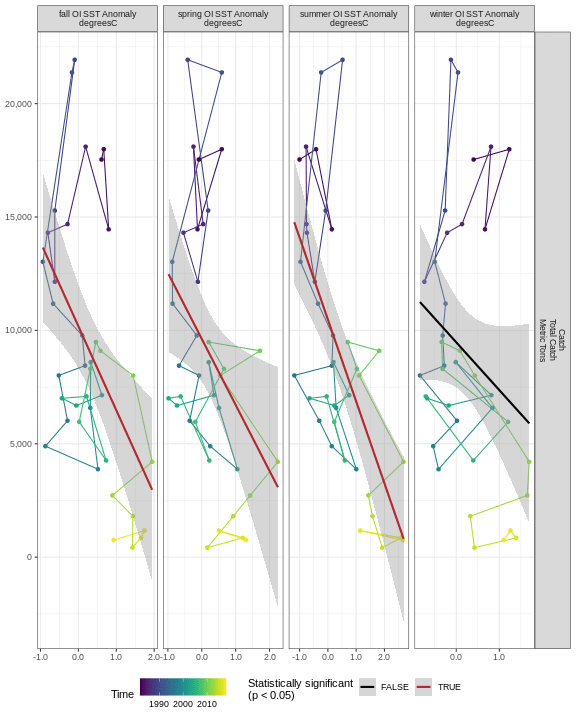 fall OI SST Anomaly
degreesC
spring OI SST Anomaly
degreesC
summer OI SST Anomaly
degreesC
winter OI SST Anomaly
degreesC
20,000
15,000
10,000
5,000
0
Catch
Total Catch
Metric Tons
-1.0 0.0 1.0 2.0
-1.0 0.0 1.0 2.0
-1.0 0.0 1.0 2.0
0.0 1.0
Time
1990 2000 2010
Statistically significant
(p < 0.05)
FALSE
TRUE